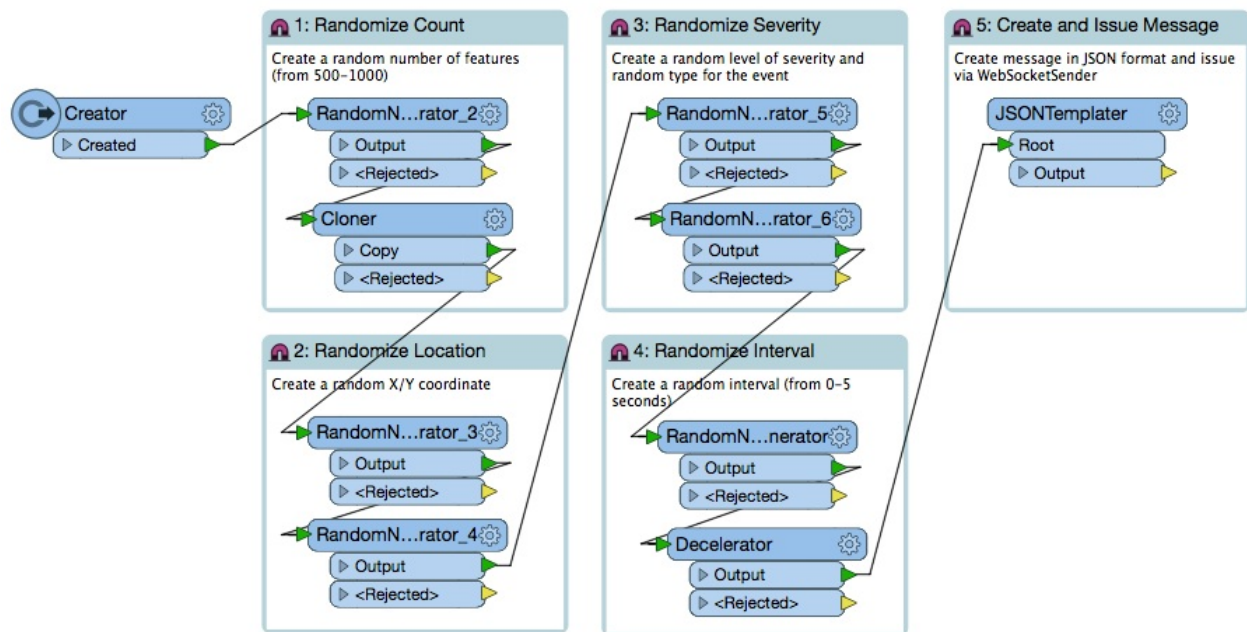 1: Randomize Count
Create a random number of features
(from 500-1000)
Creator
Created
RandomN...rator_2
Output
<Rejected>
Cloner
Copy
<Rejected>
2: Randomize Location
Create a random X/Y coordinate
RandomN...rator_3
Output
<Rejected>
RandomN...rator_4
Output
<Rejected>
3: Randomize Severity
Create a random level of severity and
random type for the event
RandomN...rator_5
Output
<Rejected>
RandomN...rator_6
Output
<Rejected>
4: Randomize Interval
Create a random interval (from 0-5
seconds)
RandomN...nerator
Output
<Rejected>
Decelerator
Output
<Rejected>
5: Create and Issue Message
Create message in JSON format and issue
via WebSocketSender
JSONTemplater
Root
Output